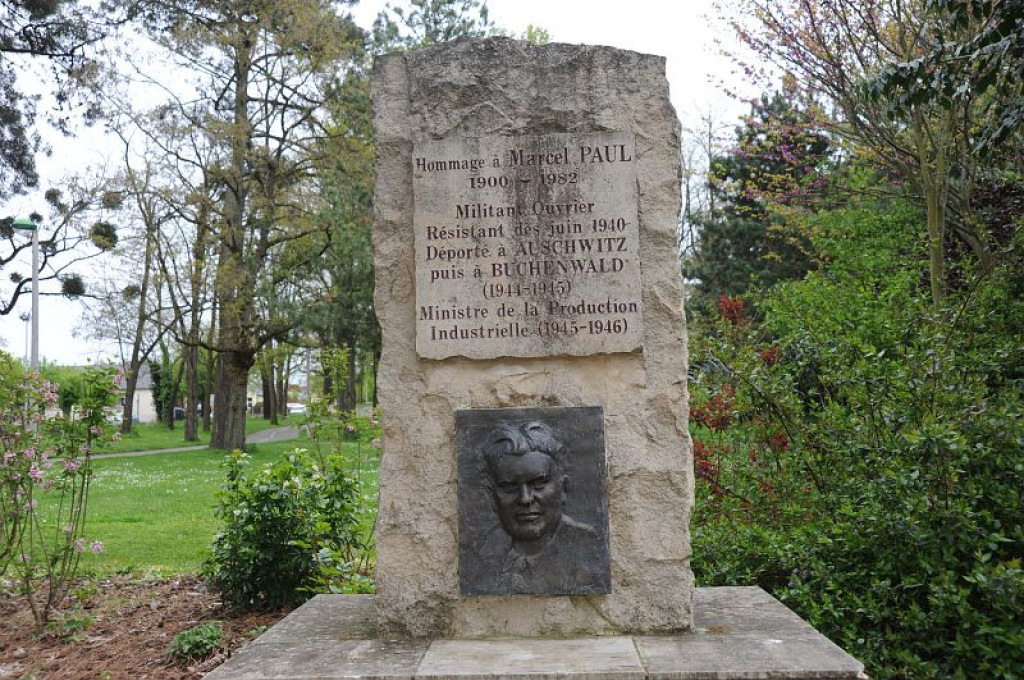 Hommage à Marcel PAUL
1900 - 1982
Militant Ouvrier
Résistant dès juin 1940
Déporté à AUSCHWITZ
puis à BUCHENWALD
(1944-1945)
Ministre de la Production
Industrielle (1945-1946)